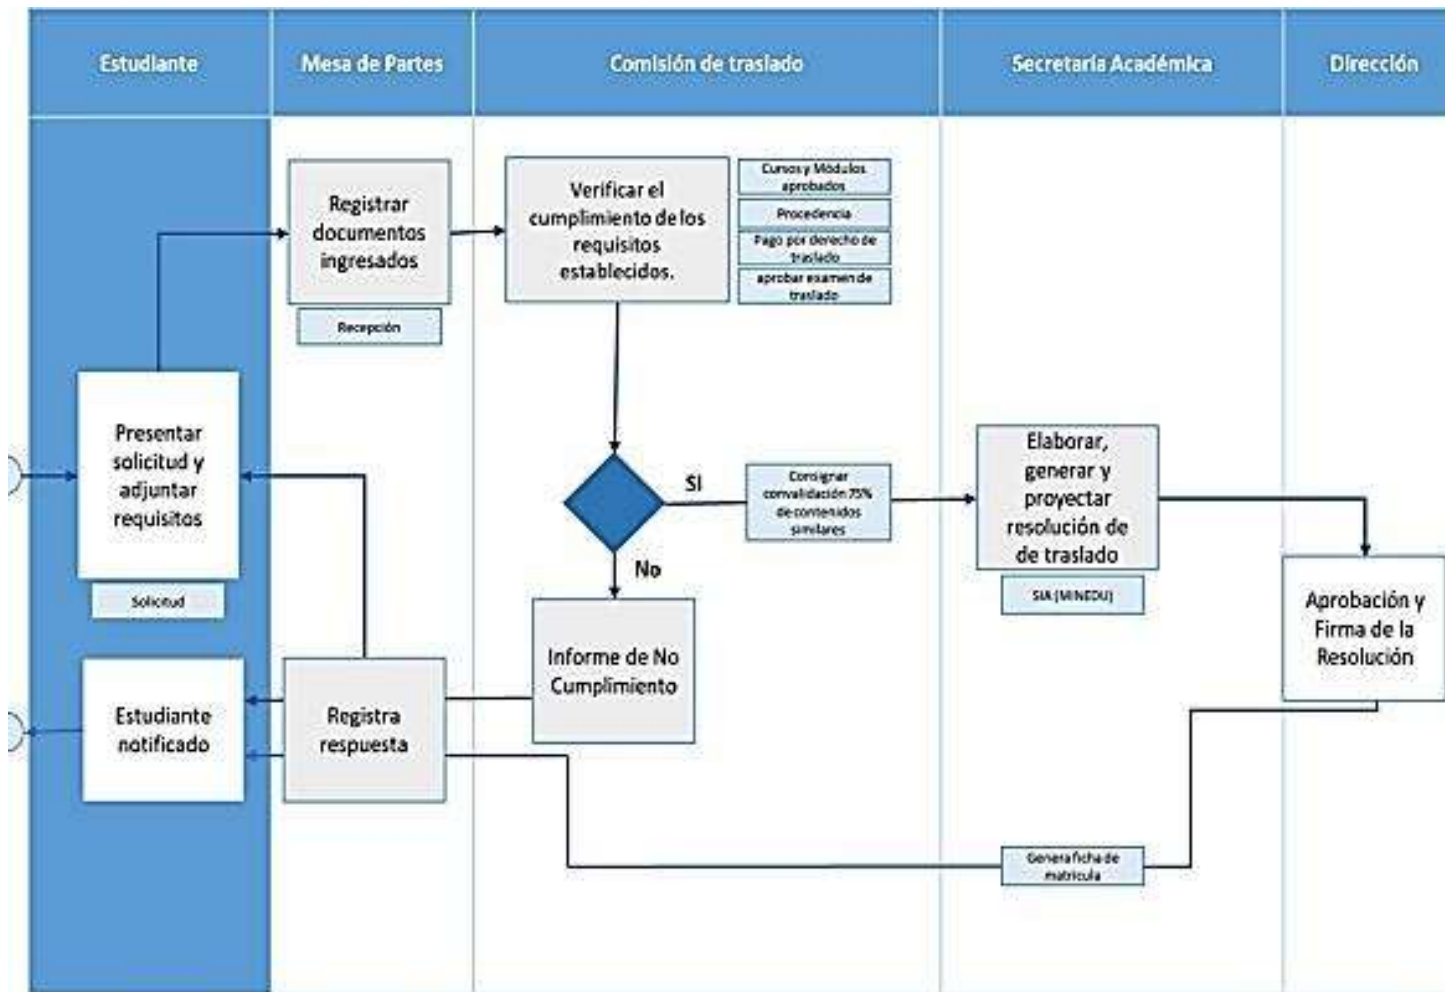 Estudiante
Mesa de Partes
Comisión de traslado
Secretaría Académica
Dirección
Registrar
documentos
ingresados
Recepción
Verificar el
cumplimiento de los
requisitos
establecidos.
Cursos y Módulos
aprobados
Procedencia
Pago por derecho de
traslado
aprobar examen de
traslado
Presentar
solicitud y
adjuntar
requisitos
Solicitud
SI
No
Consignar
convalidación 75%
de contenidos
similares
Elaborar,
generar y
proyectar
resolución de
de traslado
SIA (MINEDU)
Aprobación y
Firma de la
Resolución
Informe de No
Cumplimiento
Registra
respuesta
Estudiante
notificado
Genera ficha de
matricula